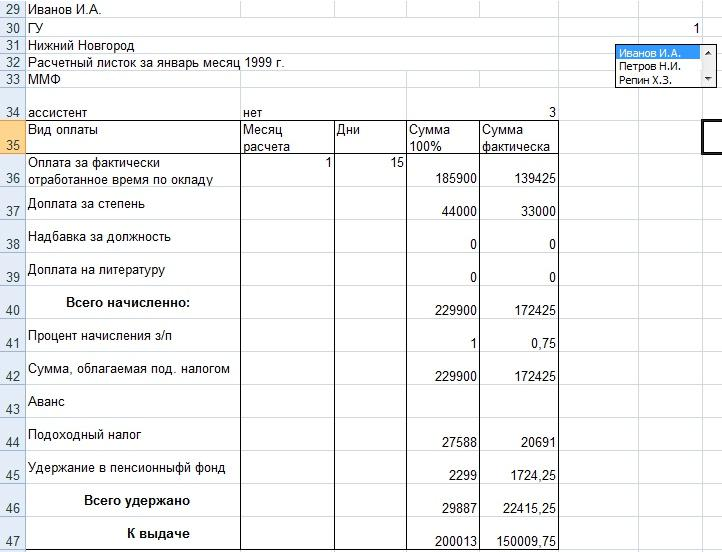 29 Иванов И.А.
30 ГУ 1
31 Нижний Новгород
Иванов И.А.
32 Расчетный листок за январь месяц 1999 г.
Петров Н.И.
33 ММФ
Репин Х.З.
34 ассистент нет 3
35 Вид оплаты Месяц расчета Дни Сумма 100% Сумма фактическа
36 Оплата за фактически отработанное время по окладу 1 15 185900 139425
37 Доплата за степень 44000 33000
38 Надбавка за должность 0 0
39 Доплата на литературу 0 0
40 Всего начисленно: 229900 172425
41 Процент начисления з/п 1 0,75
42 Сумма, облагаемая под. налогом 229900 172425
43 Аванс
44 Подоходный налог 27588 20691
45 Удержание в пенсионныфй фонд 2299 1724,25
46 Всего удержано 29887 22415,25
47 К выдаче 200013 150009,75